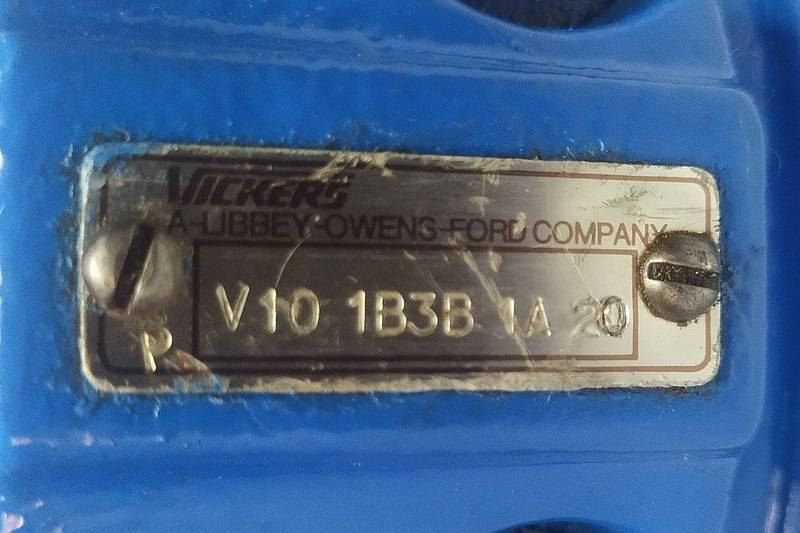 VICKERS
A-LIBBEY-OWENS-FORD COMPANY
V10 1B3B 1A 20
P